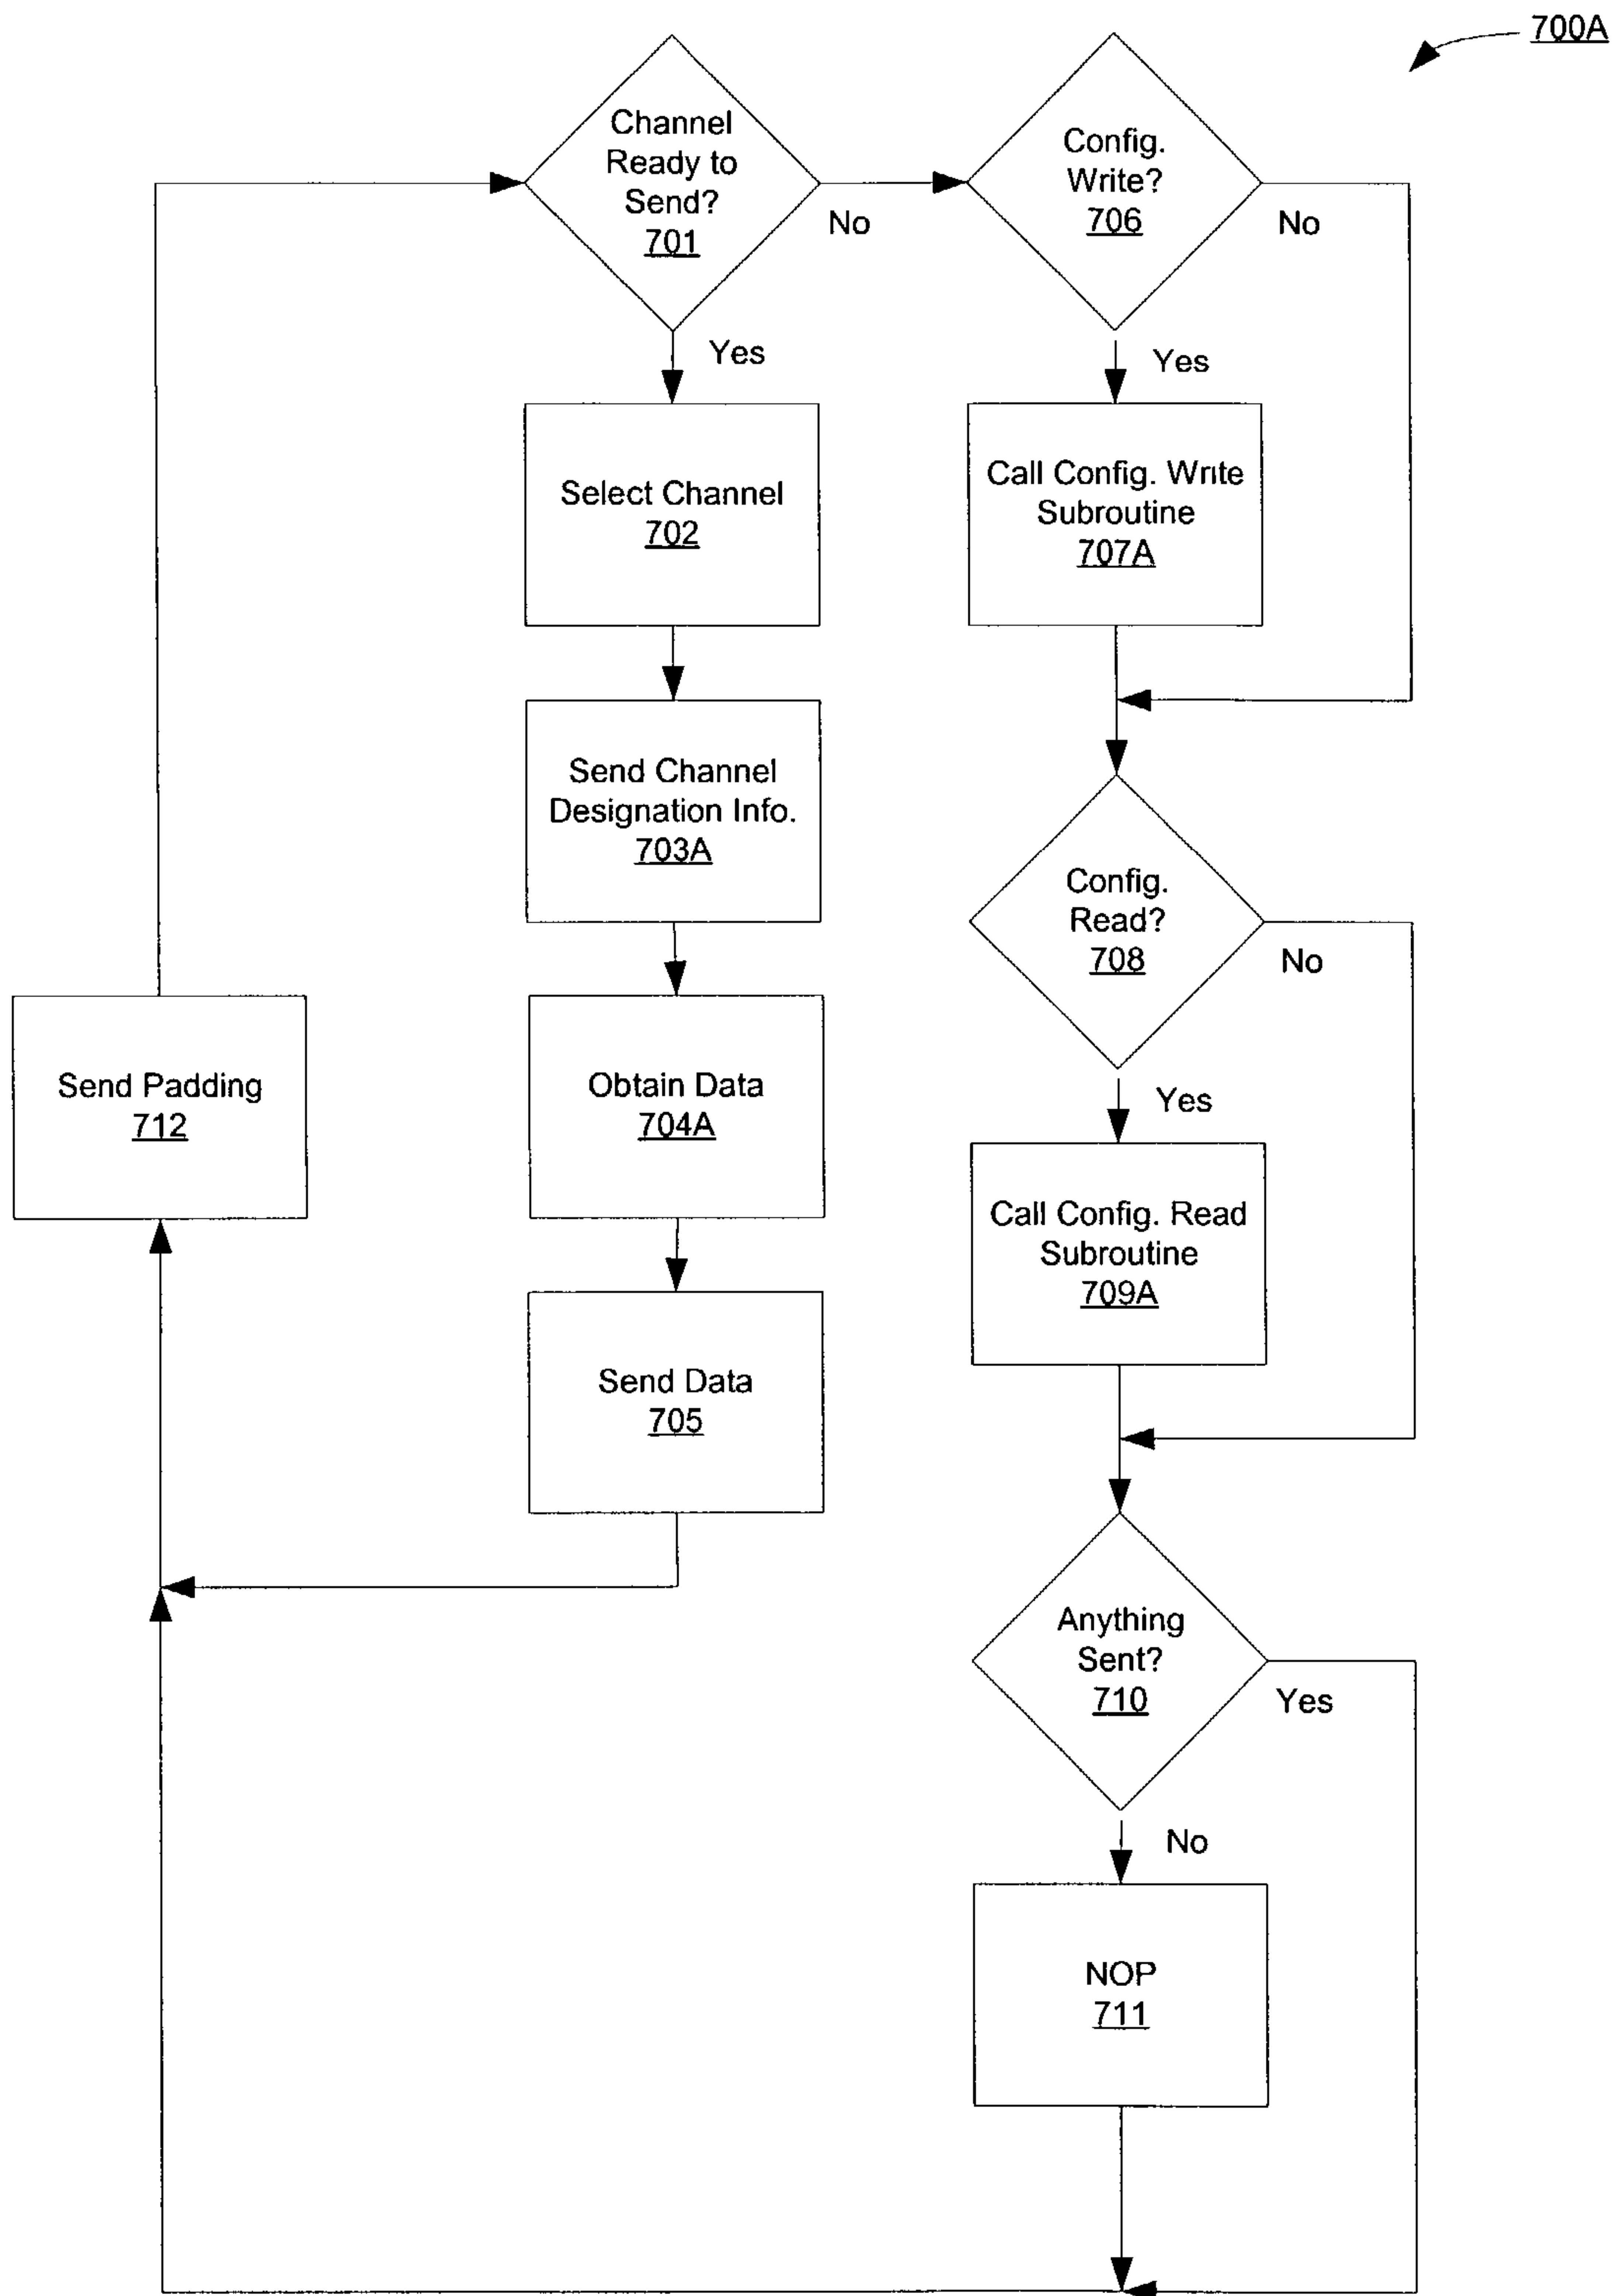 700A
Channel
Ready to
Send?
701
No
Yes
Config.
Write?
706
No
Yes
Select Channel
702
Call Config. Write
Subroutine
707A
Send Channel
Designation Info.
703A
Config.
Read?
708
No
Yes
Send Padding
712
Obtain Data
704A
Call Config. Read
Subroutine
709A
Send Data
705
Anything
Sent?
710
Yes
No
NOP
711